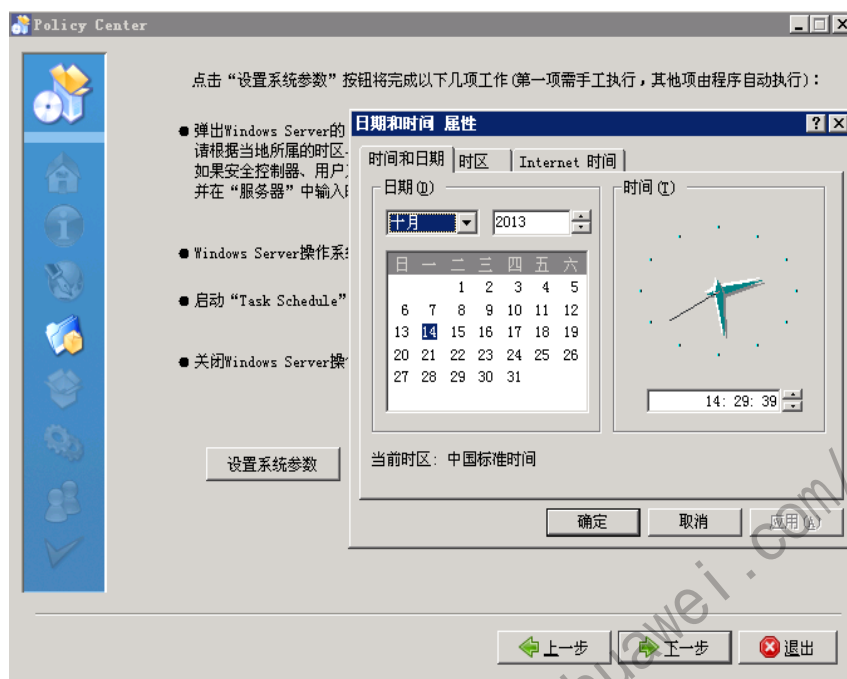 Policy Center
点击“设置系统参数”按钮将完成以下几项工作(第一项需手工执行，其他项由程序自动执行)：
弹出Windows Server的
请根据当地所属的时区
如果安全控制器、用户
并在“服务器”中输入
Windows Server操作系
启动“Task Schedule”
关闭Windows Server操
设置系统参数
日期和时间 属性
时间和日期 时区 Internet 时间
日期(D)
十月 2013
日 一 二 三 四 五 六
1 2 3 4 5
6 7 8 9 10 11 12
13 14 15 16 17 18 19
20 21 22 23 24 25 26
27 28 29 30 31
时间(T)
14: 29: 39
当前时区: 中国标准时间
确定 取消 应用(A)
上一步 下一步 退出
huawei.com/